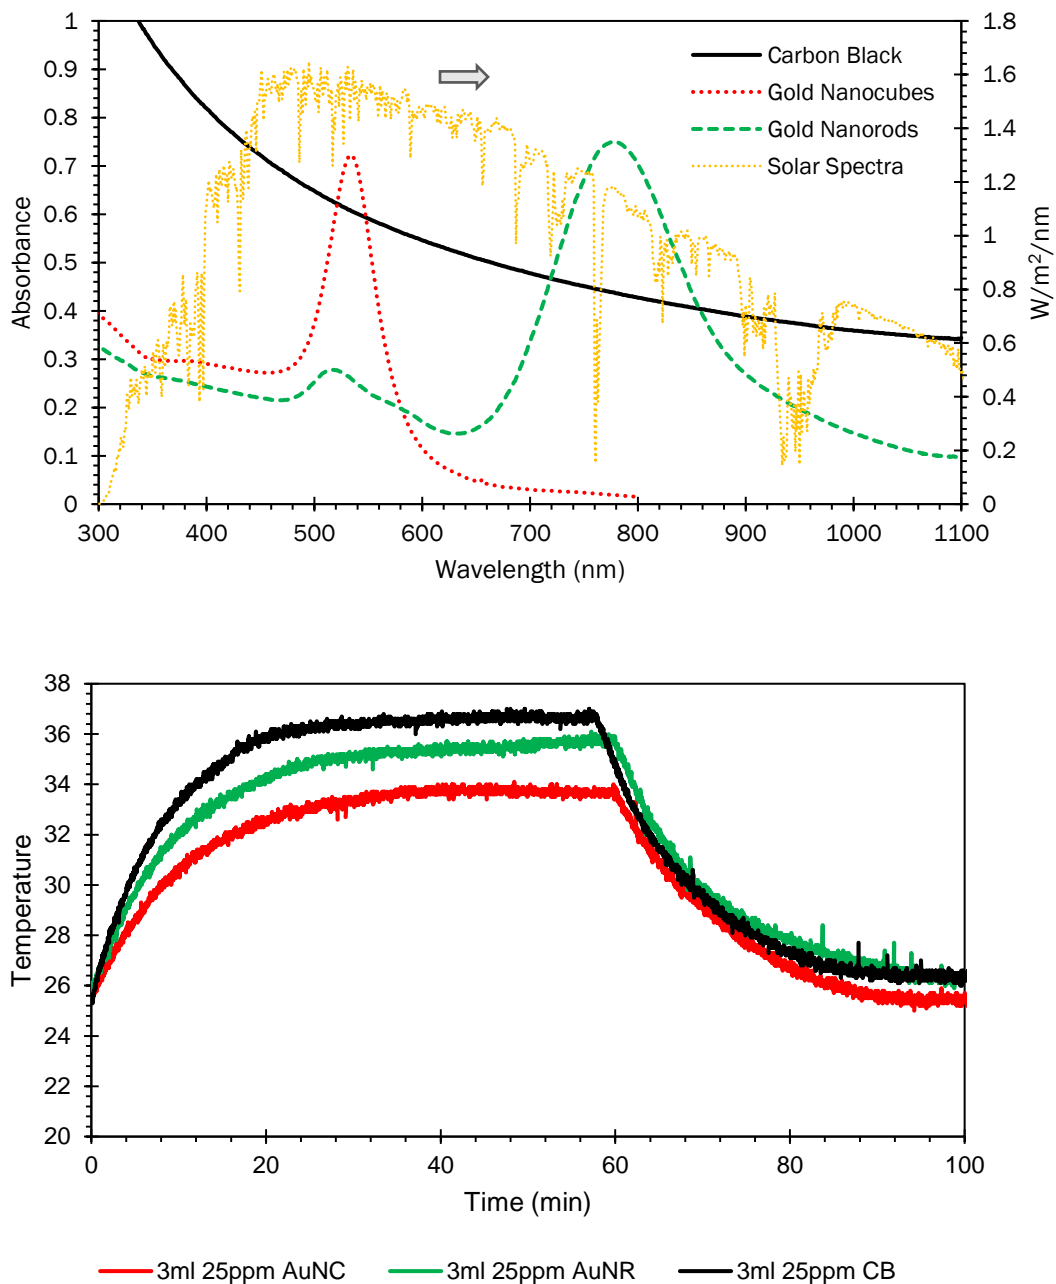 1
0.9
0.8
0.7
0.6
0.5
0.4
0.3
0.2
0.1
0
Absorbance
1.8
1.6
1.4
1.2
1
0.8
0.6
0.4
0.2
0
W/m²/nm
Carbon Black
Gold Nanocubes
Gold Nanorods
Solar Spectra
300 400 500 600 700 800 900 1000 1100
Wavelength (nm)
38
36
34
32
30
28
26
24
22
20
Temperature
0 20 40 60 80 100
Time (min)
3ml 25ppm AuNC 3ml 25ppm AuNR 3ml 25ppm CB